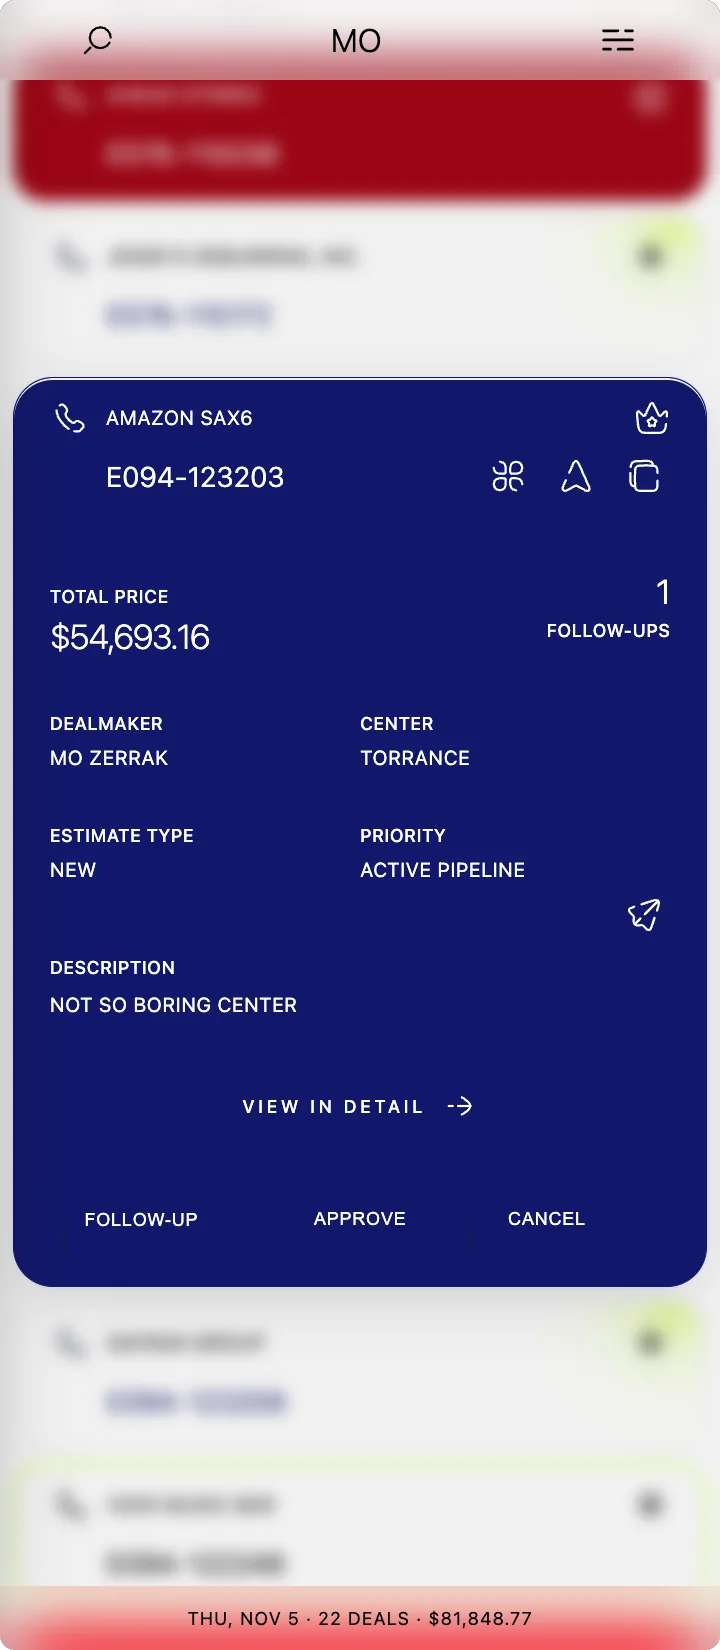 MO
AMAZON SAX6
E094-123203
TOTAL PRICE
$54,693.16
1
FOLLOW-UPS
DEALMAKER
MO ZERRAK
CENTER
TORRANCE
ESTIMATE TYPE
NEW
PRIORITY
ACTIVE PIPELINE
DESCRIPTION
NOT SO BORING CENTER
VIEW IN DETAIL
FOLLOW-UP
APPROVE
CANCEL
THU, NOV 5 · 22 DEALS · $81,848.77